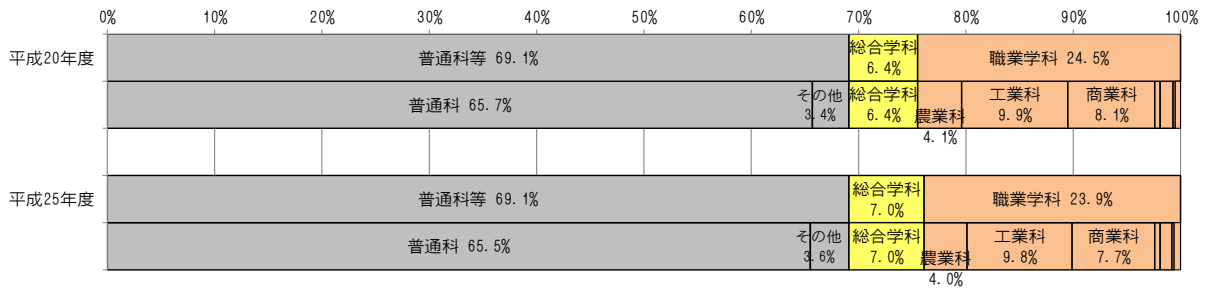 0% 10% 20% 30% 40% 50% 60% 70% 80% 90% 100%
平成20年度
普通科等 69.1%
総合学科
6.4%
職業学科 24.5%
普通科 65.7%
その他
3.4%
総合学科
6.4%
農業科
4.1%
工業科
9.9%
商業科
8.1%
平成25年度
普通科等 69.1%
総合学科
7.0%
職業学科 23.9%
普通科 65.5%
その他
3.6%
総合学科
7.0%
農業科
4.0%
工業科
9.8%
商業科
7.7%